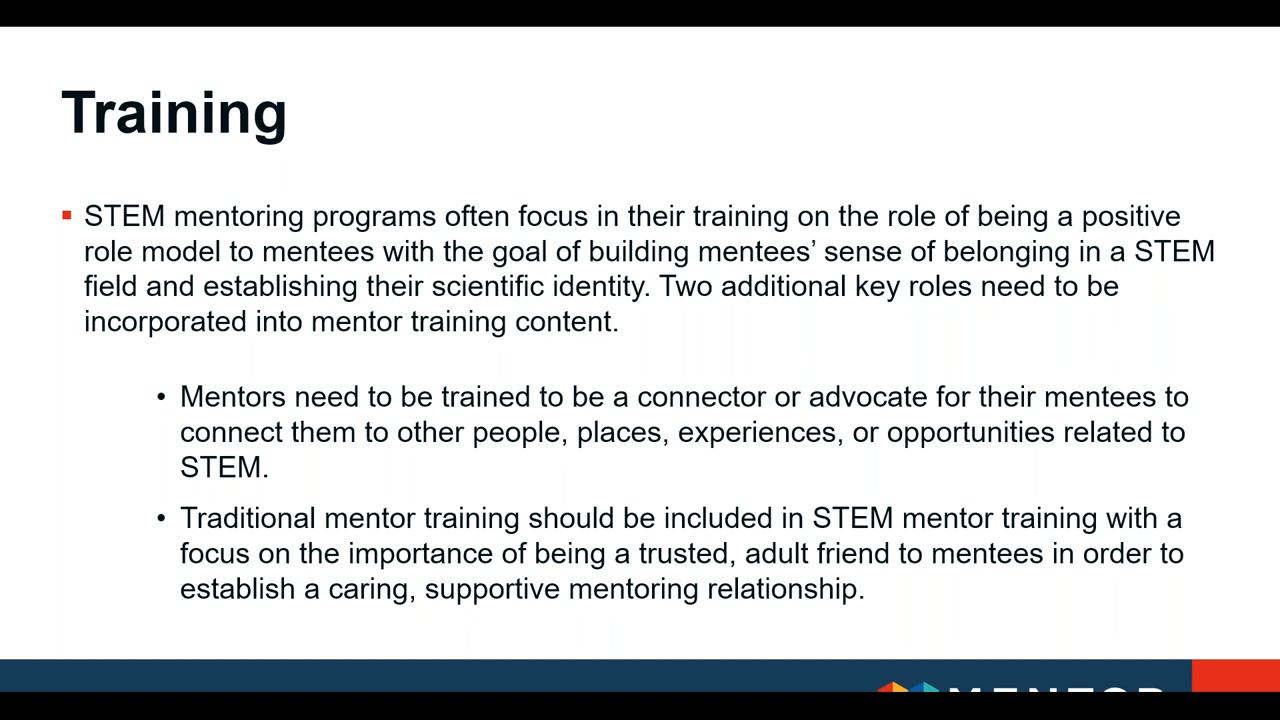 Training
▪ STEM mentoring programs often focus in their training on the role of being a positive
role model to mentees with the goal of building mentees’ sense of belonging in a STEM
field and establishing their scientific identity. Two additional key roles need to be
incorporated into mentor training content.
• Mentors need to be trained to be a connector or advocate for their mentees to
connect them to other people, places, experiences, or opportunities related to
STEM.
• Traditional mentor training should be included in STEM mentor training with a
focus on the importance of being a trusted, adult friend to mentees in order to
establish a caring, supportive mentoring relationship.
MENTOR